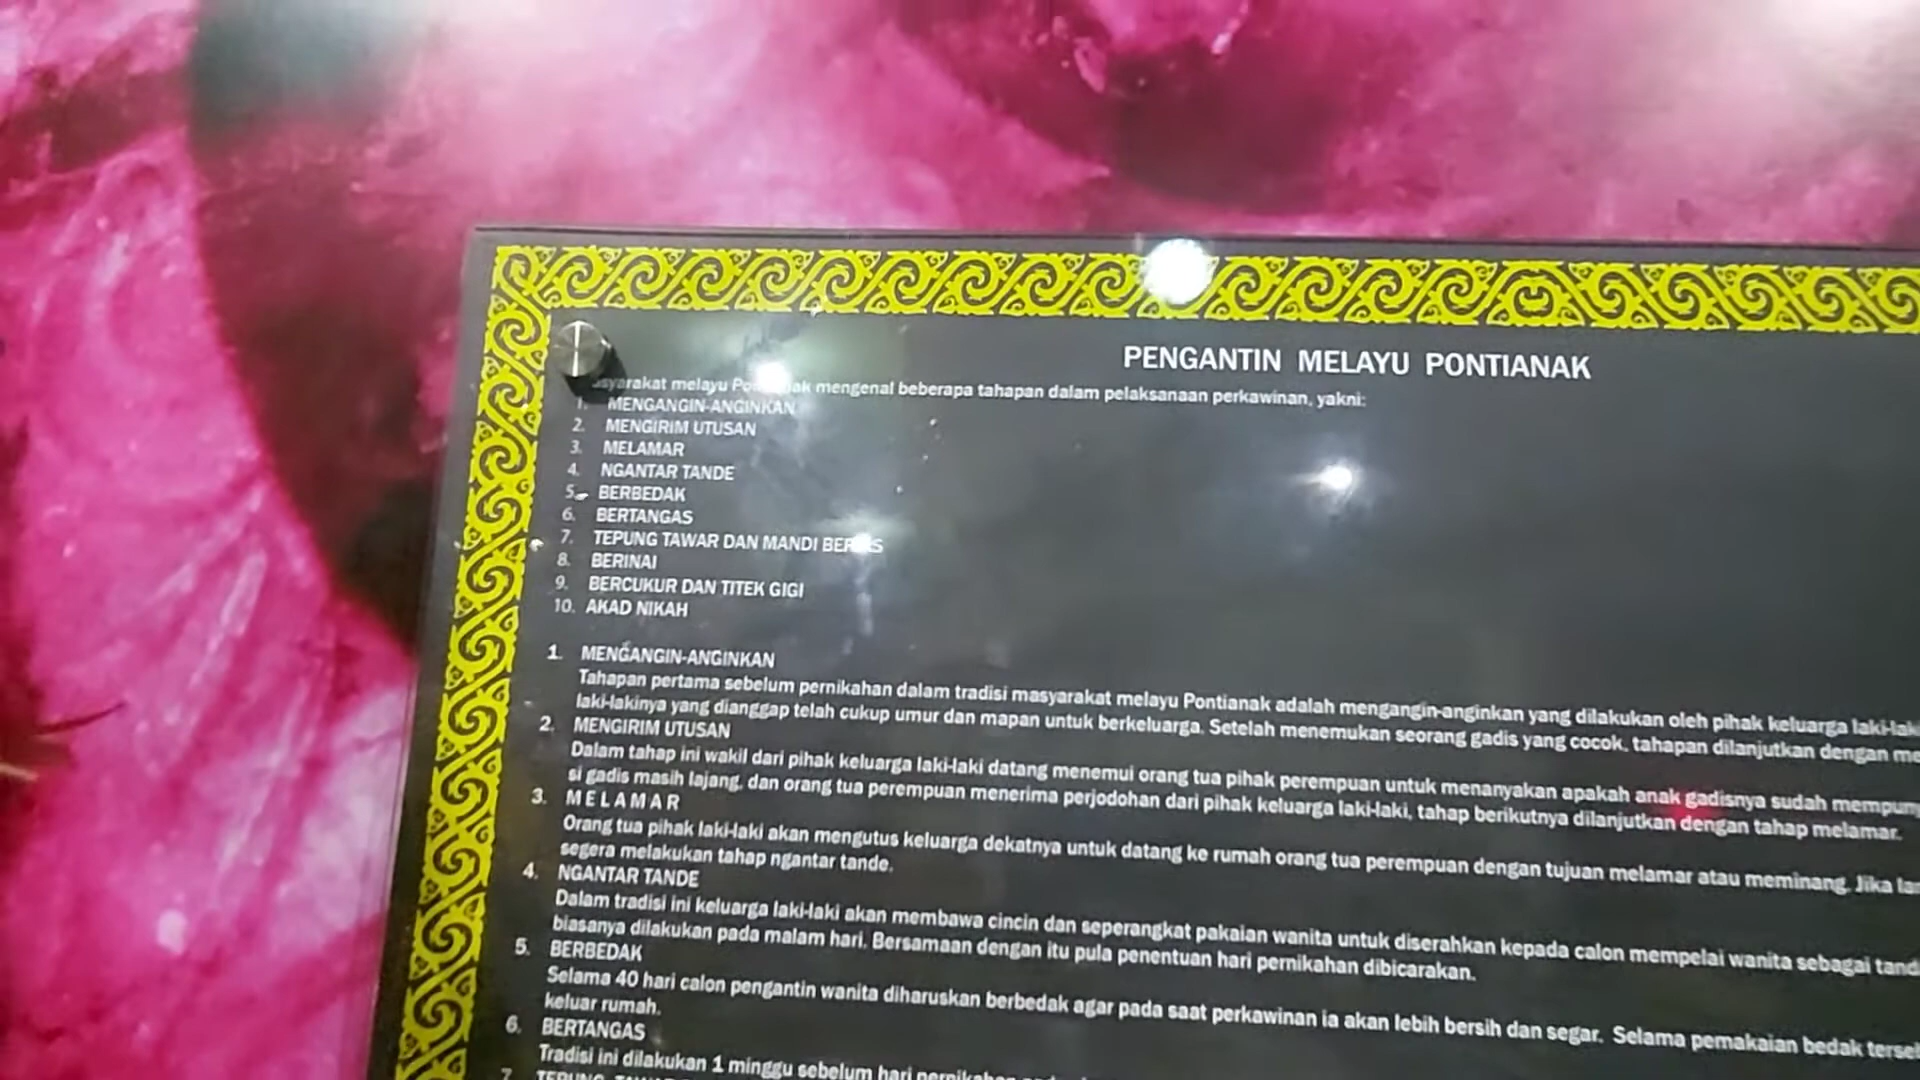 PENGANTIN MELAYU PONTIANAK
melayu mengenal beberapa tahapan dalam pelaksanaan perkawinan, yakni:
1. MENGANGIN-ANGINKAN
2. MENGIRIM UTUSAN
3. MELAMAR
4. NGANTAR TANDE
5. BERBEDAK
6. BERTANGAS
7. TEPUNG TAWAR DAN MANDI
8. BERINAI
9. BERCUKUR DAN TITEK GIGI
10. AKAD NIKAH
1. MENGANGIN-ANGINKAN
Tahapan pertama sebelum pernikahan dalam tradisi masyarakat melayu Pontianak adalah mengangin-anginkan yang dilakukan oleh pihak keluarga
laki-lakinya yang dianggap telah cukup umur dan mapan untuk berkeluarga. Setelah menemukan seorang gadis yang cocok, tahapan dilanjutkan dengan
2. MENGIRIM UTUSAN
Dalam tahap ini wakil dari pihak keluarga laki-laki datang menemui orang tua pihak perempuan untuk menanyakan apakah anak gadisnya sudah
si gadis masih lajang, dan orang tua perempuan menerima perjodohan dari pihak keluarga laki-laki, tahap berikutnya dilanjutkan dengan tahap melamar.
3. M E L A M A R
Orang tua pihak laki-laki akan mengutus keluarga dekatnya untuk datang ke rumah orang tua perempuan dengan tujuan melamar atau meminang. Jika
segera melakukan tahap ngantar tande.
4. NGANTAR TANDE
Dalam tradisi ini keluarga laki-laki akan membawa cincin dan seperangkat pakaian wanita untuk diserahkan kepada calon mempelai wanita sebagai
biasanya dilakukan pada malam hari. Bersamaan dengan itu pula penentuan hari pernikahan dibicarakan.
5. BERBEDAK
Selama 40 hari calon pengantin wanita diharuskan berbedak agar pada saat perkawinan ia akan lebih bersih dan segar. Selama pemakaian bedak
keluar rumah.
6. BERTANGAS
Tradisi ini dilakukan 1 minggu sebelum hari
7.